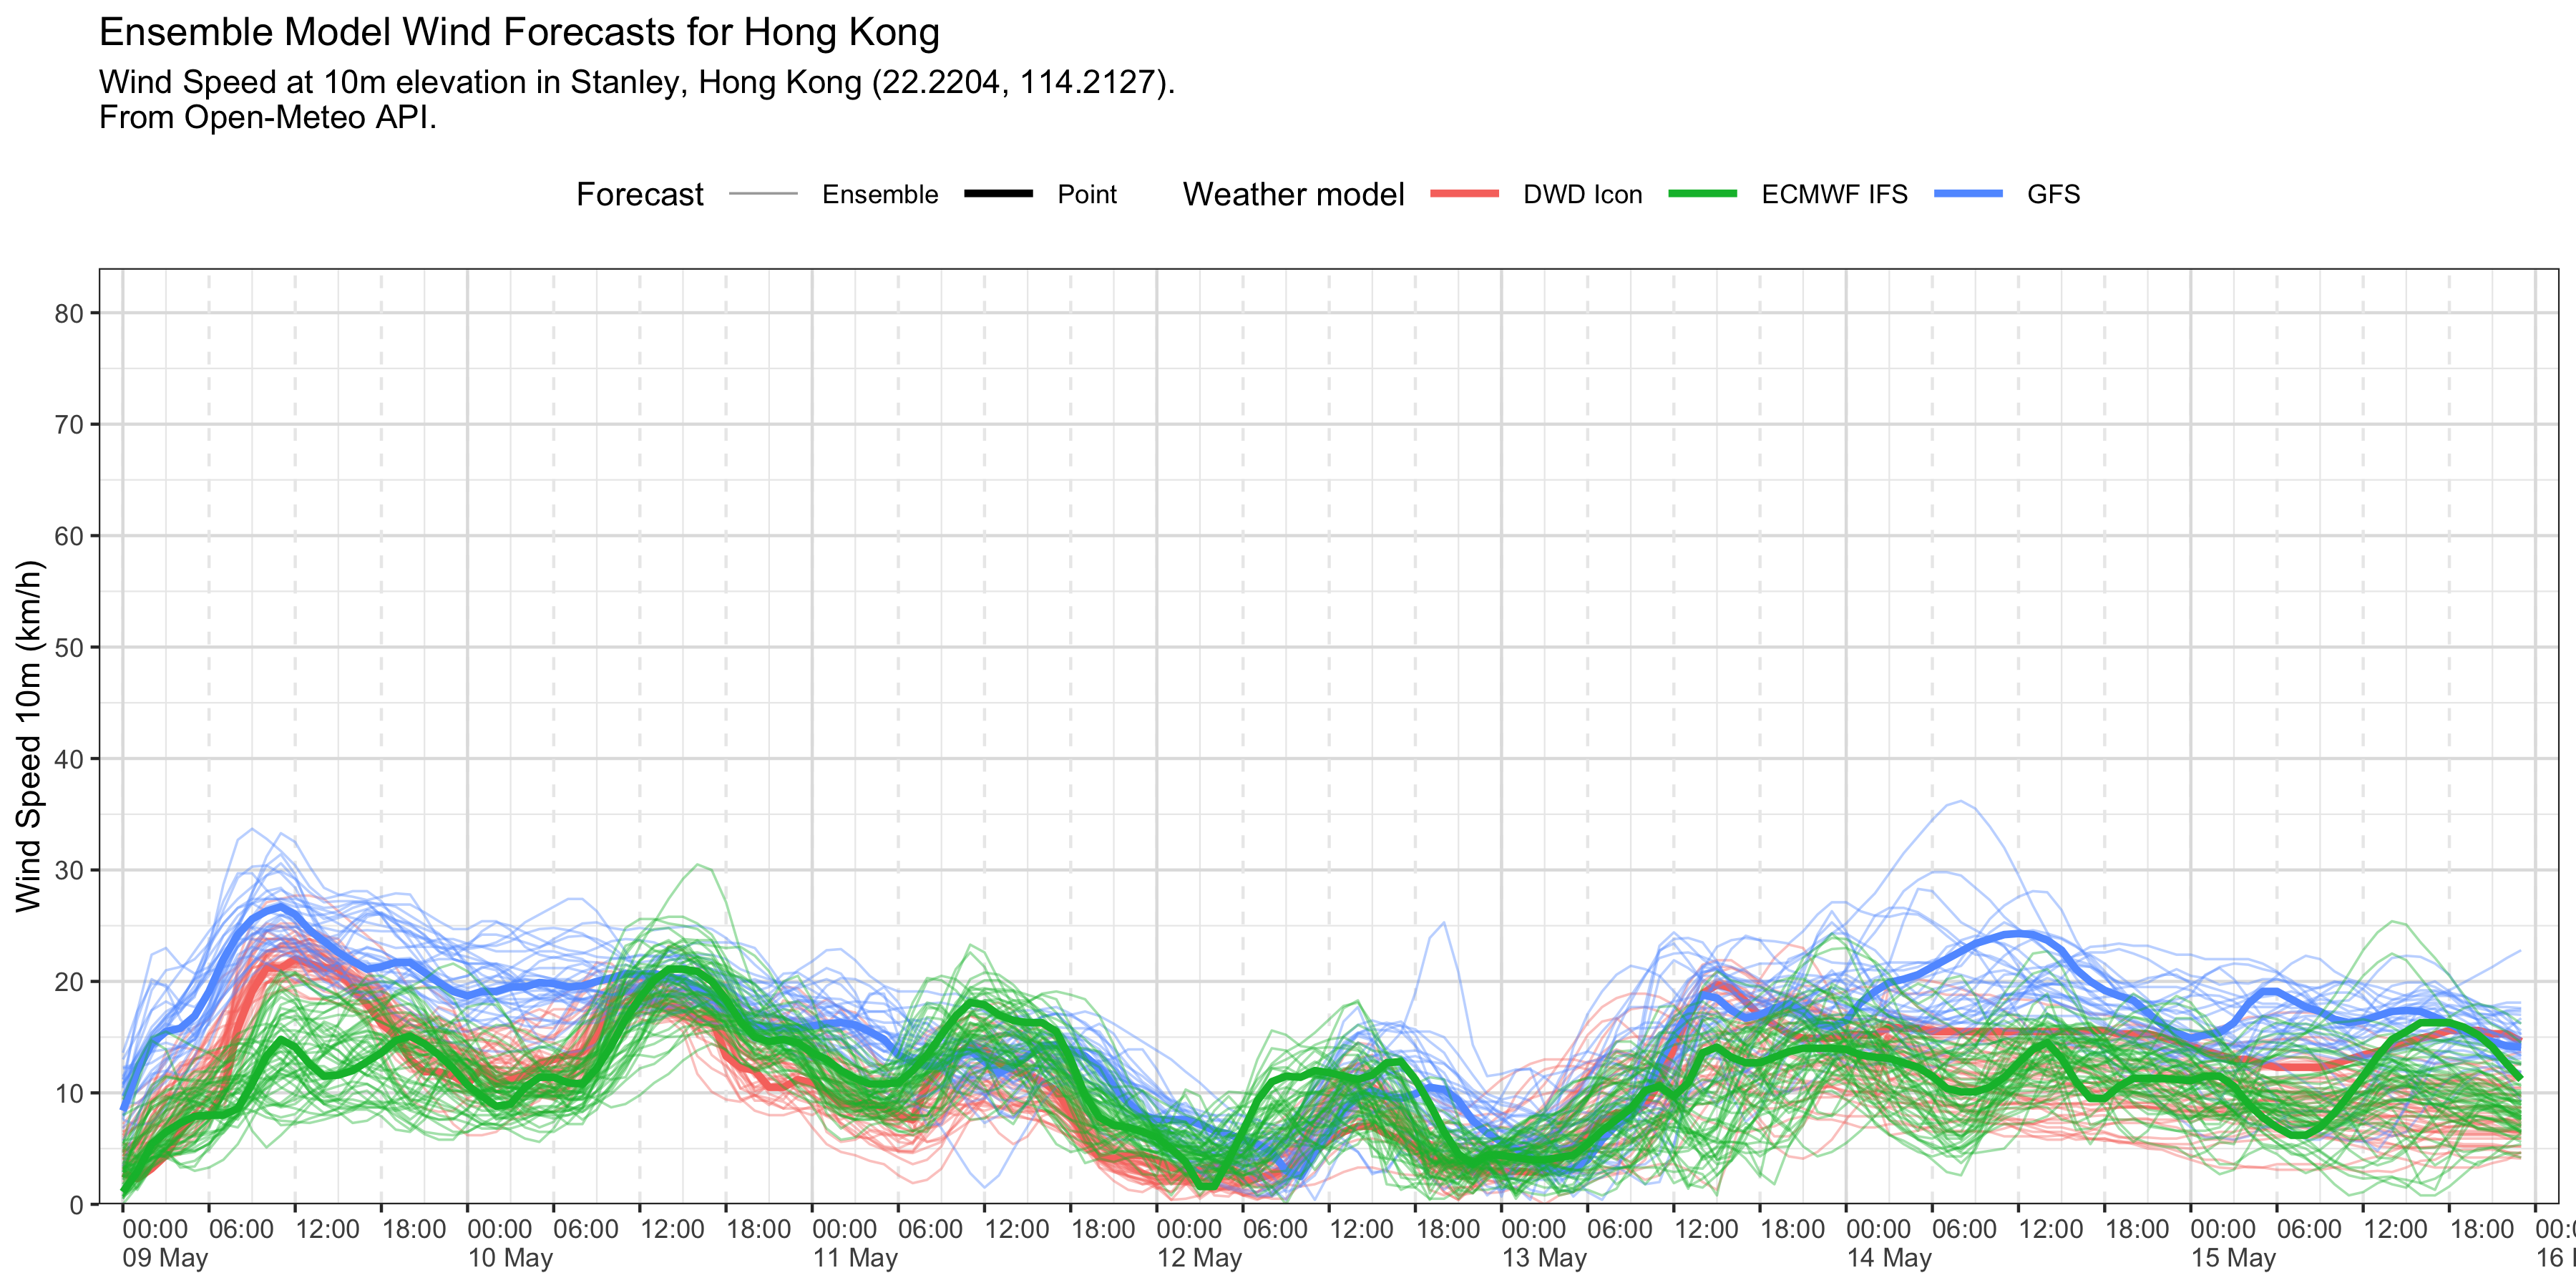 Ensemble Model Wind Forecasts for Hong Kong
Wind Speed at 10m elevation in Stanley, Hong Kong (22.2204, 114.2127).
From Open-Meteo API.
Forecast Ensemble Point Weather model DWD Icon ECMWF IFS GFS
Wind Speed 10m (km/h)
80
70
60
50
40
30
20
10
0
00:00 06:00 12:00 18:00 00:00 06:00 12:00 18:00 00:00 06:00 12:00 18:00 00:00 06:00 12:00 18:00 00:00 06:00 12:00 18:00 00:00 06:00 12:00 18:00 00:00 06:00 12:00 18:00
09 May 10 May 11 May 12 May 13 May 14 May 15 May 16